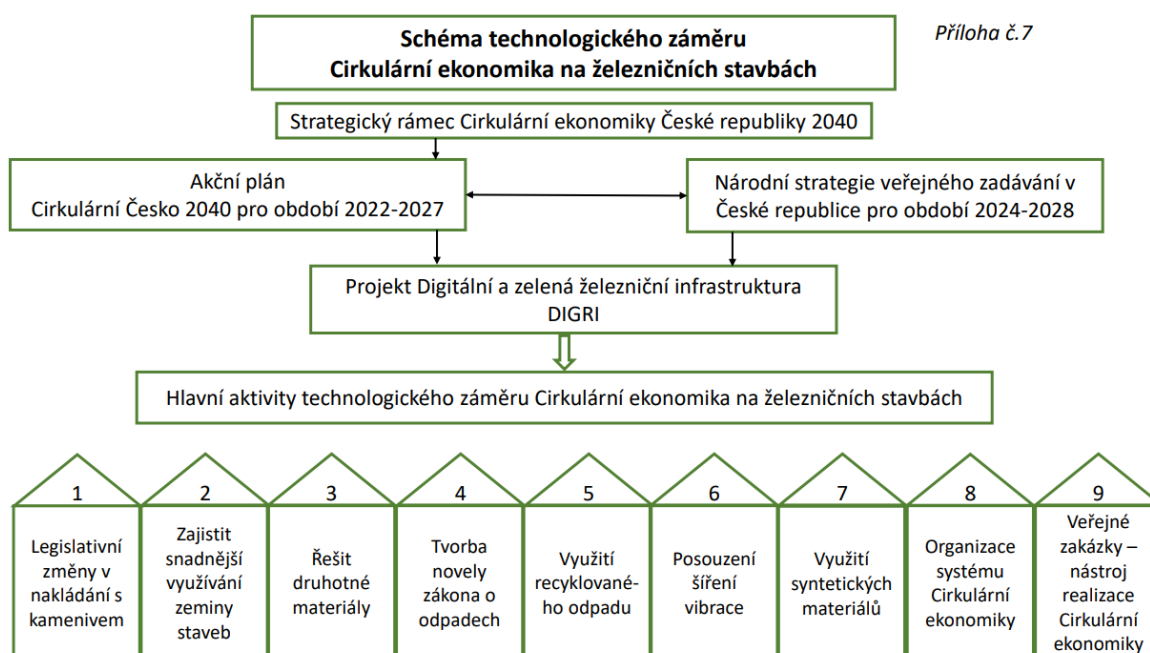 Příloha č.7
Schéma technologického záměru
Cirkulární ekonomika na železničních stavbách
Strategický rámec Cirkulární ekonomiky České republiky 2040
Akční plán
Cirkulární Česko 2040 pro období 2022-2027
Národní strategie veřejného zadávání v
České republice pro období 2024-2028
Projekt Digitální a zelená železniční infrastruktura
DIGRI
Hlavní aktivity technologického záměru Cirkulární ekonomika na železničních stavbách
1
Legislativní
změny v
nakládání s
kamenivem
2
Zajistit
snadnější
využívání
zeminy
staveb
3
Řešit
druhotné
materiály
4
Tvorba
novely
zákona o
odpadech
5
Využití
recyklované-
ho odpadu
6
Posouzení
šíření
vibrace
7
Využití
syntetických
materiálů
8
Organizace
systému
Cirkulární
ekonomiky
9
Veřejné
zakázky –
nástroj
realizace
Cirkulární
ekonomiky